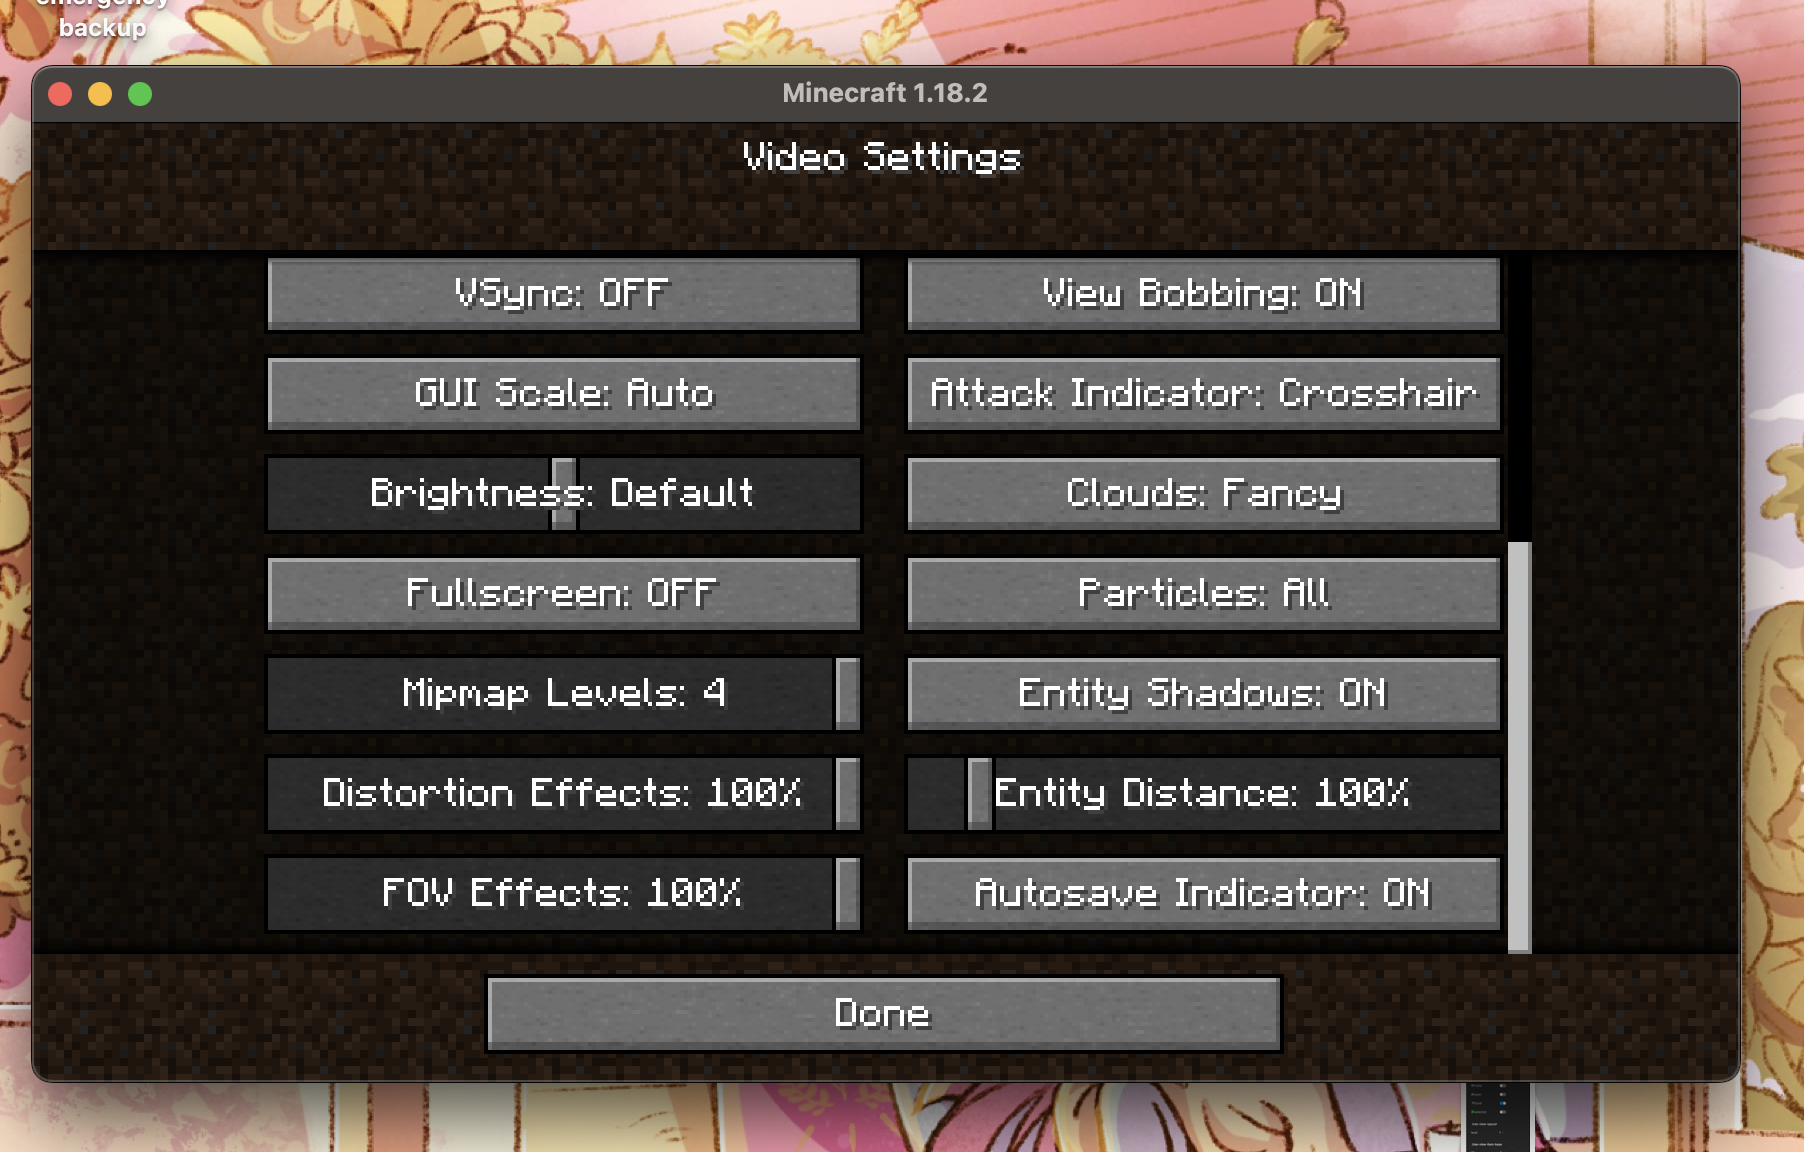 emergency
backup
Minecraft 1.18.2
Video Settings
VSync: OFF
View Bobbing: ON
GUI Scale: Auto
Attack Indicator: Crosshair
Brightness: Default
Clouds: Fancy
Fullscreen: OFF
Particles: All
Mipmap Levels: 4
Entity Shadows: ON
Distortion Effects: 100%
Entity Distance: 100%
FOV Effects: 100%
Autosave Indicator: ON
Done